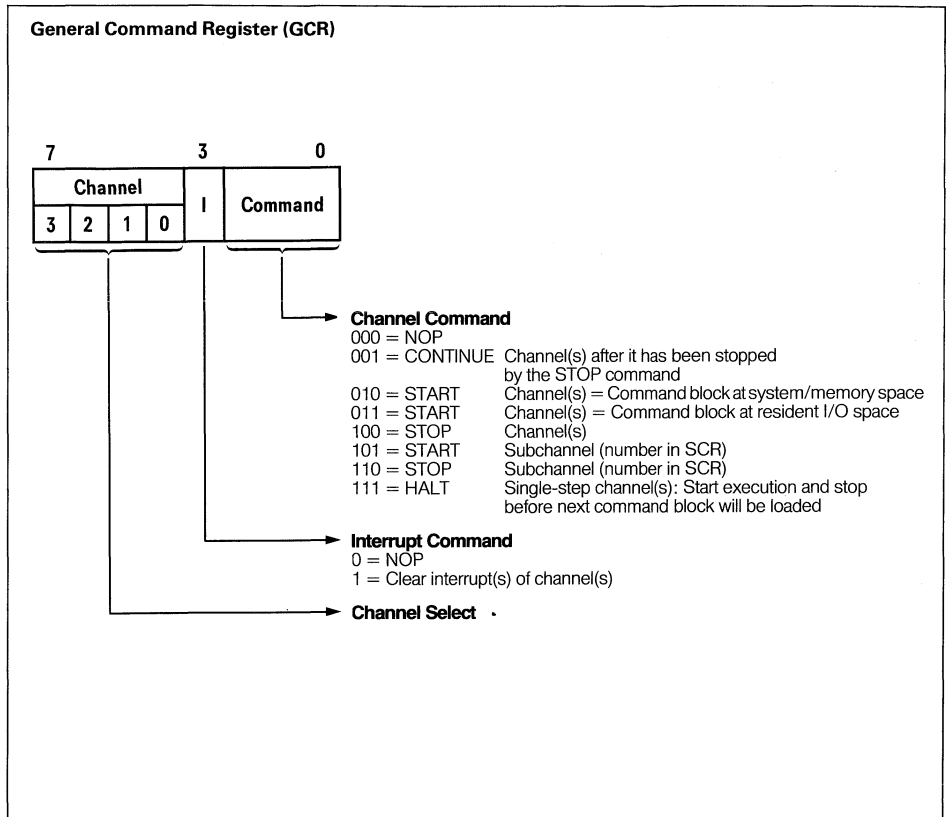 General Command Register (GCR)
7 3 0
Channel
I Command
3 2 1 0
Channel Command
000 = NOP
001 = CONTINUE Channel(s) after it has been stopped
by the STOP command
010 = START Channel(s) = Command block at system/memory space
011 = START Channel(s) = Command block at resident I/O space
100 = STOP Channel(s)
101 = START Subchannel (number in SCR)
110 = STOP Subchannel (number in SCR)
111 = HALT Single-step channel(s): Start execution and stop
before next command block will be loaded
Interrupt Command
0 = NOP
1 = Clear interrupt(s) of channel(s)
Channel Select